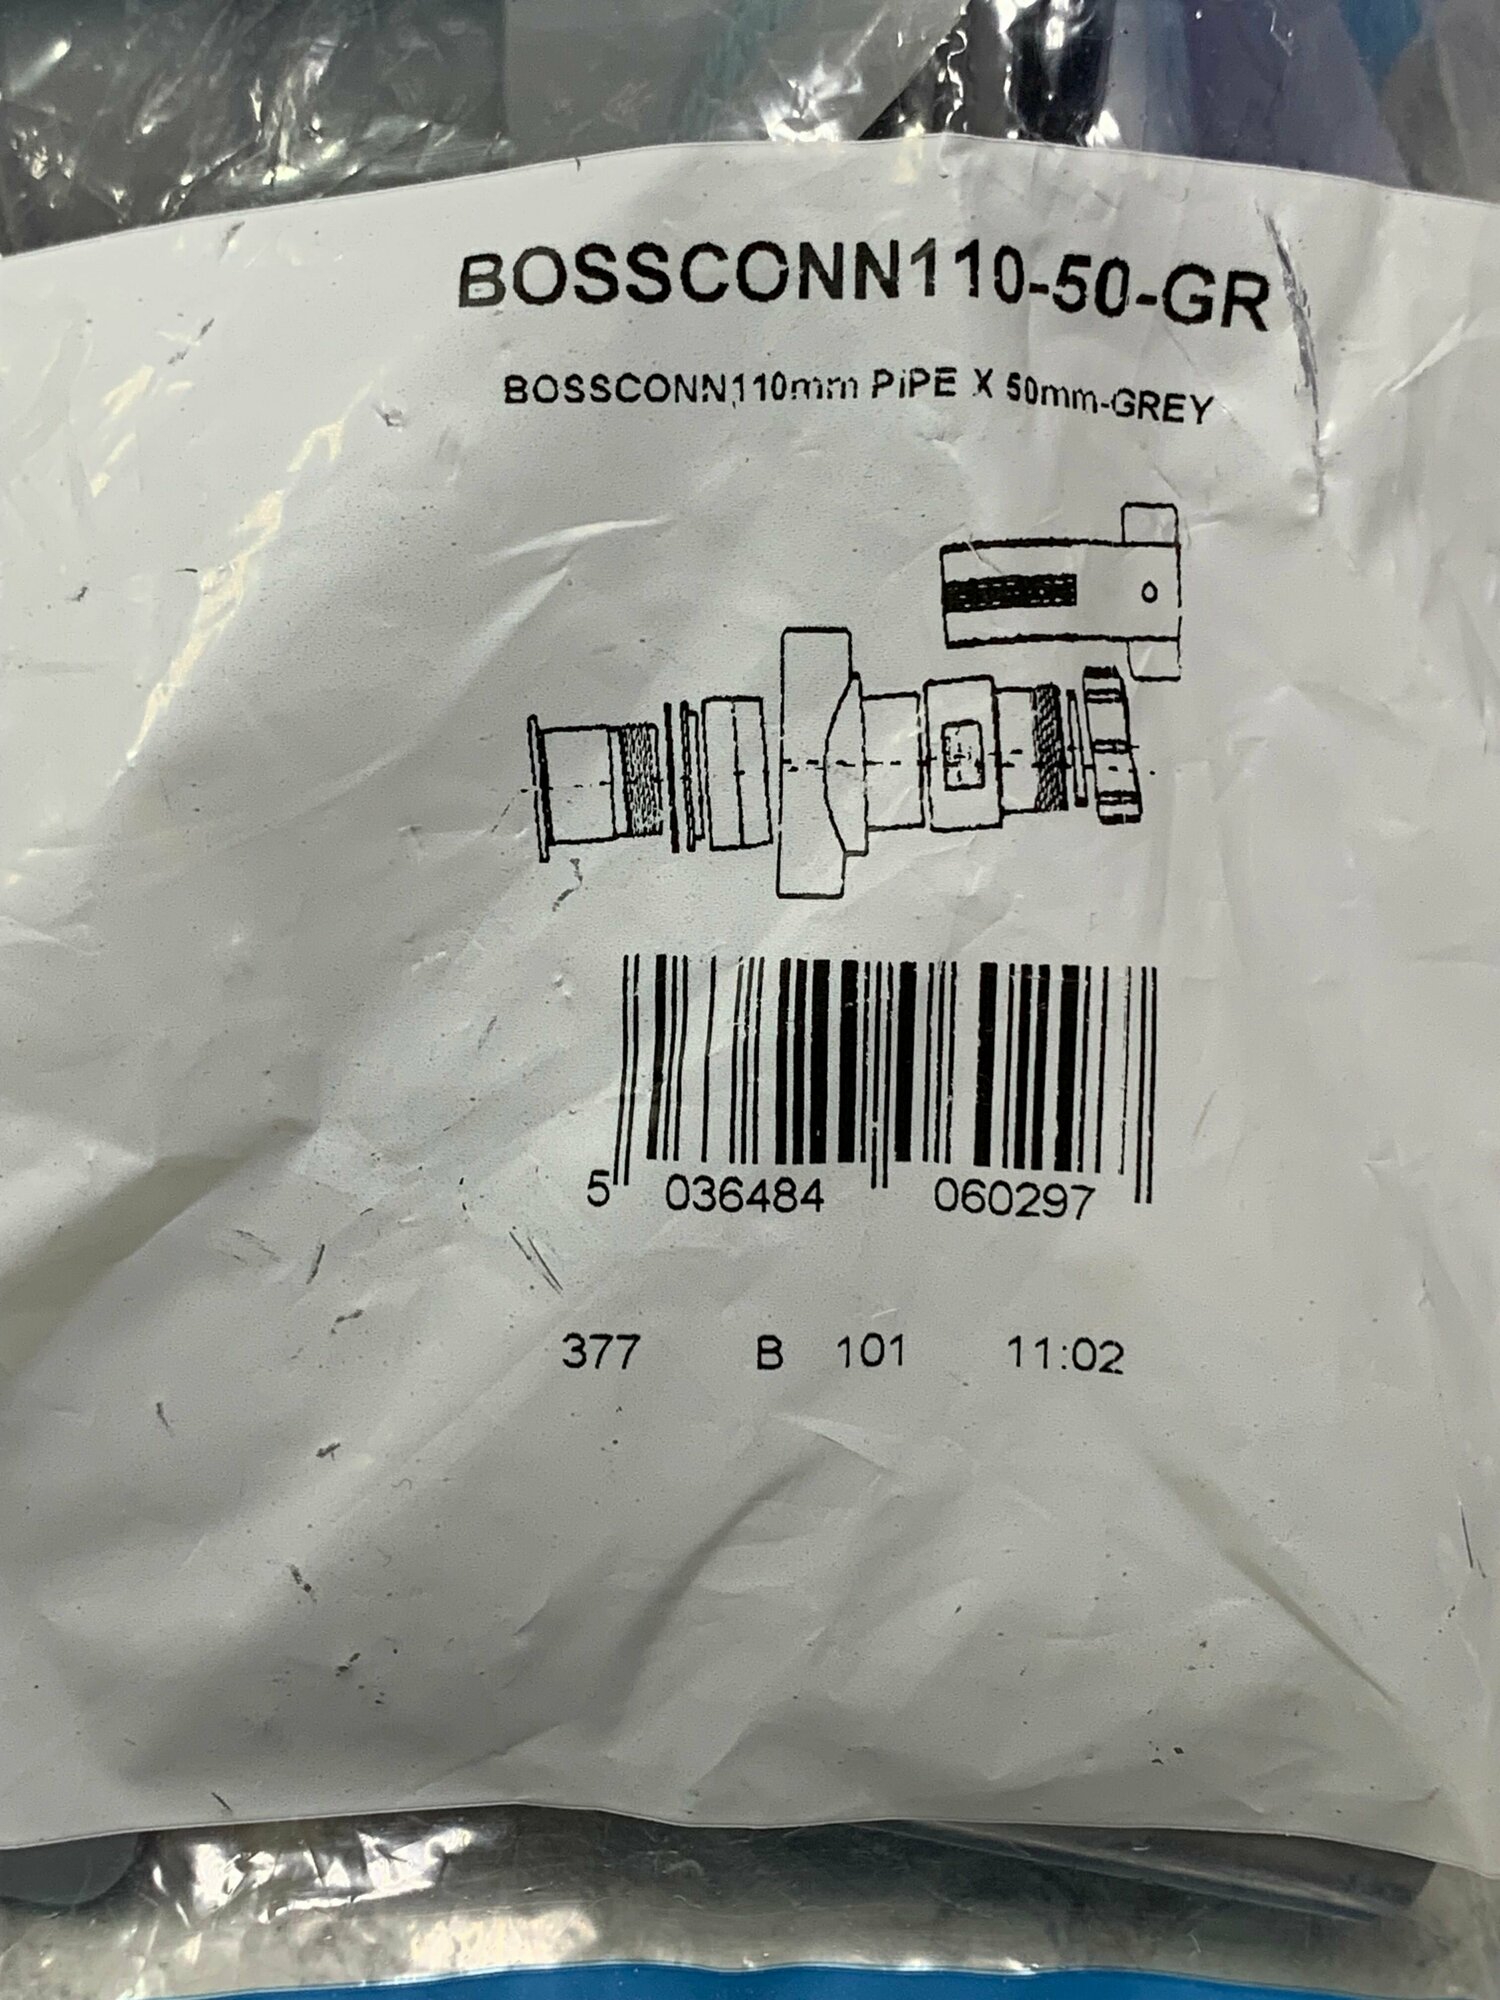 BOSSCONN110-50-GR
BOSSCONN110mm PiPE X 50mm-GREY
5 036484 060297
377 B 101 11:02